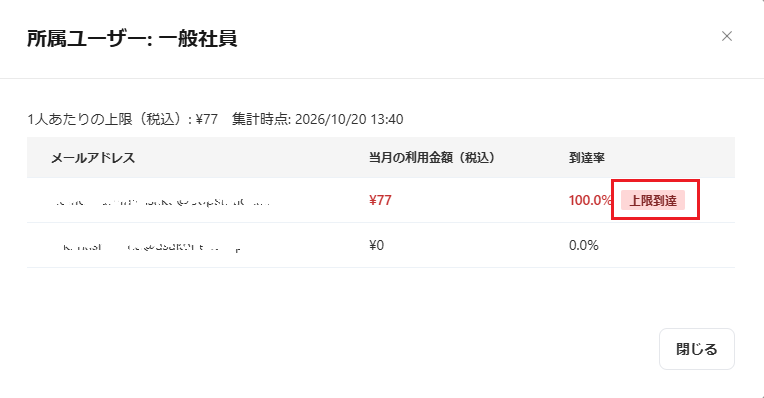 所属ユーザー: 一般社員
×
1人あたりの上限（税込）: ¥77 集計時点: 2026/10/20 13:40
メールアドレス 当月の利用金額（税込） 到達率
¥77 100.0% 上限到達
¥0 0.0%
閉じる